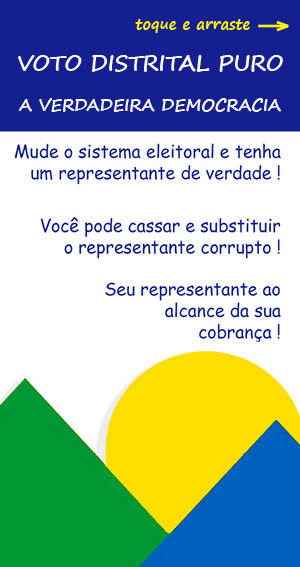 toque e arraste →
VOTO DISTRITAL PURO
A VERDADEIRA DEMOCRACIA
Mude o sistema eleitoral e tenha
um representante de verdade !
Você pode cassar e substituir
o representante corrupto !
Seu representante ao
alcance da sua
cobrança !